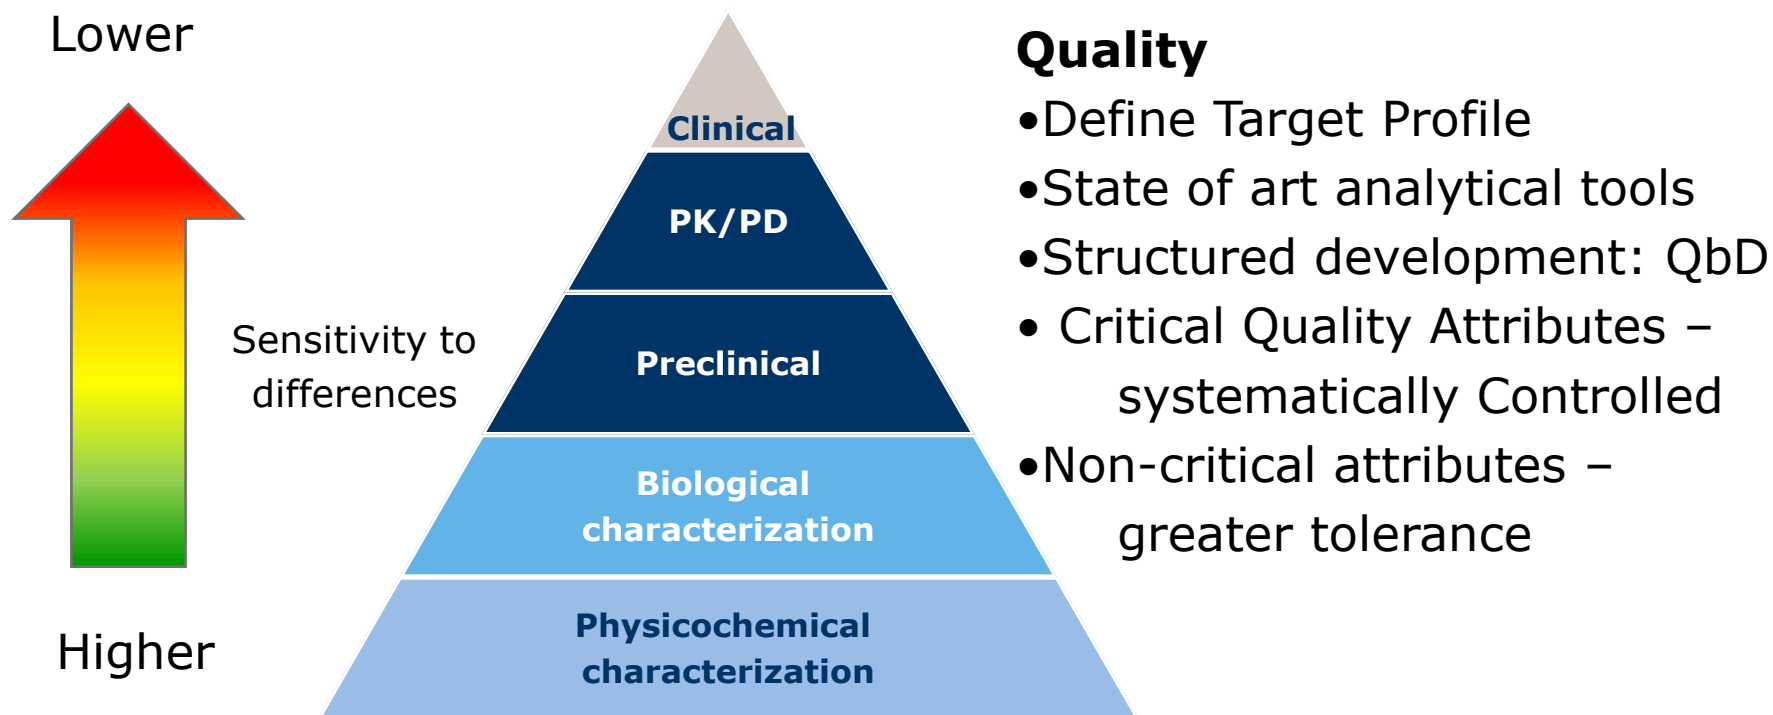 Lower
Sensitivity to
differences
Higher
Clinical
PK/PD
Preclinical
Biological
characterization
Physicochemical
characterization
Quality
•Define Target Profile
•State of art analytical tools
•Structured development: QbD
• Critical Quality Attributes –
systematically Controlled
•Non-critical attributes –
greater tolerance